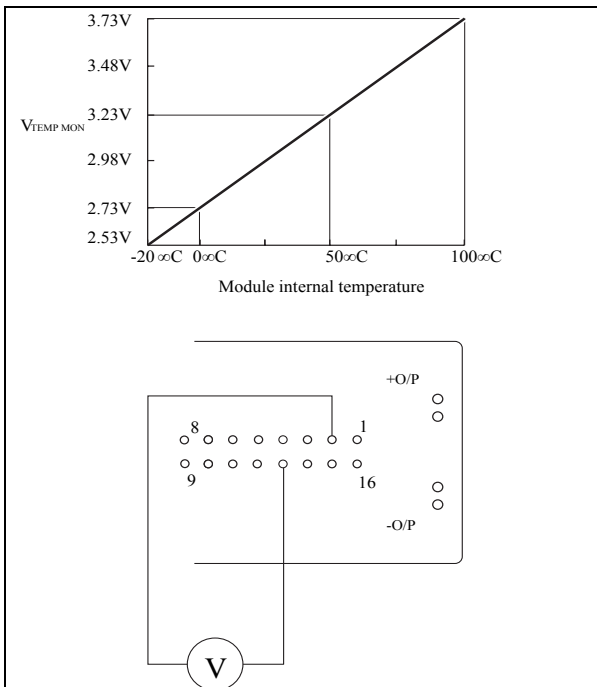 3.73V
3.48V
3.23V
VTEMP MON
2.98V
2.73V
2.53V
-20 ∞C 0∞C 50∞C 100∞C
Module internal temperature
+O/P
8 1
9 16
-O/P
V